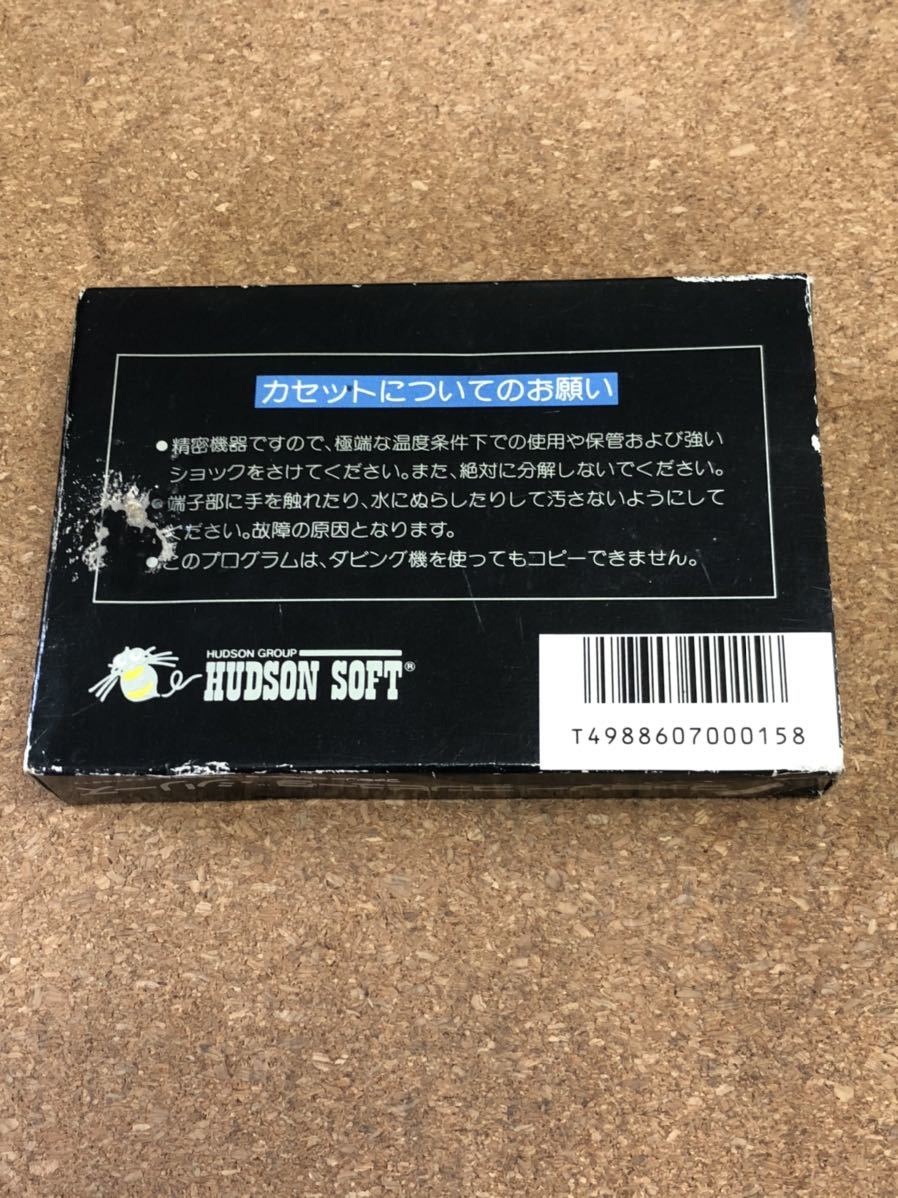 カセットについてのお願い
●精密機器ですので、極端な温度条件下での使用や保管および強い
ショックをさけてください。また、絶対に分解しないでください。
●端子部に手を触れたり、水にぬらしたりして汚さないようにして
ください。故障の原因となります。
●このプログラムは、ダビング機を使ってもコピーできません。
HUDSON GROUP
HUDSON SOFT®
T4988607000158